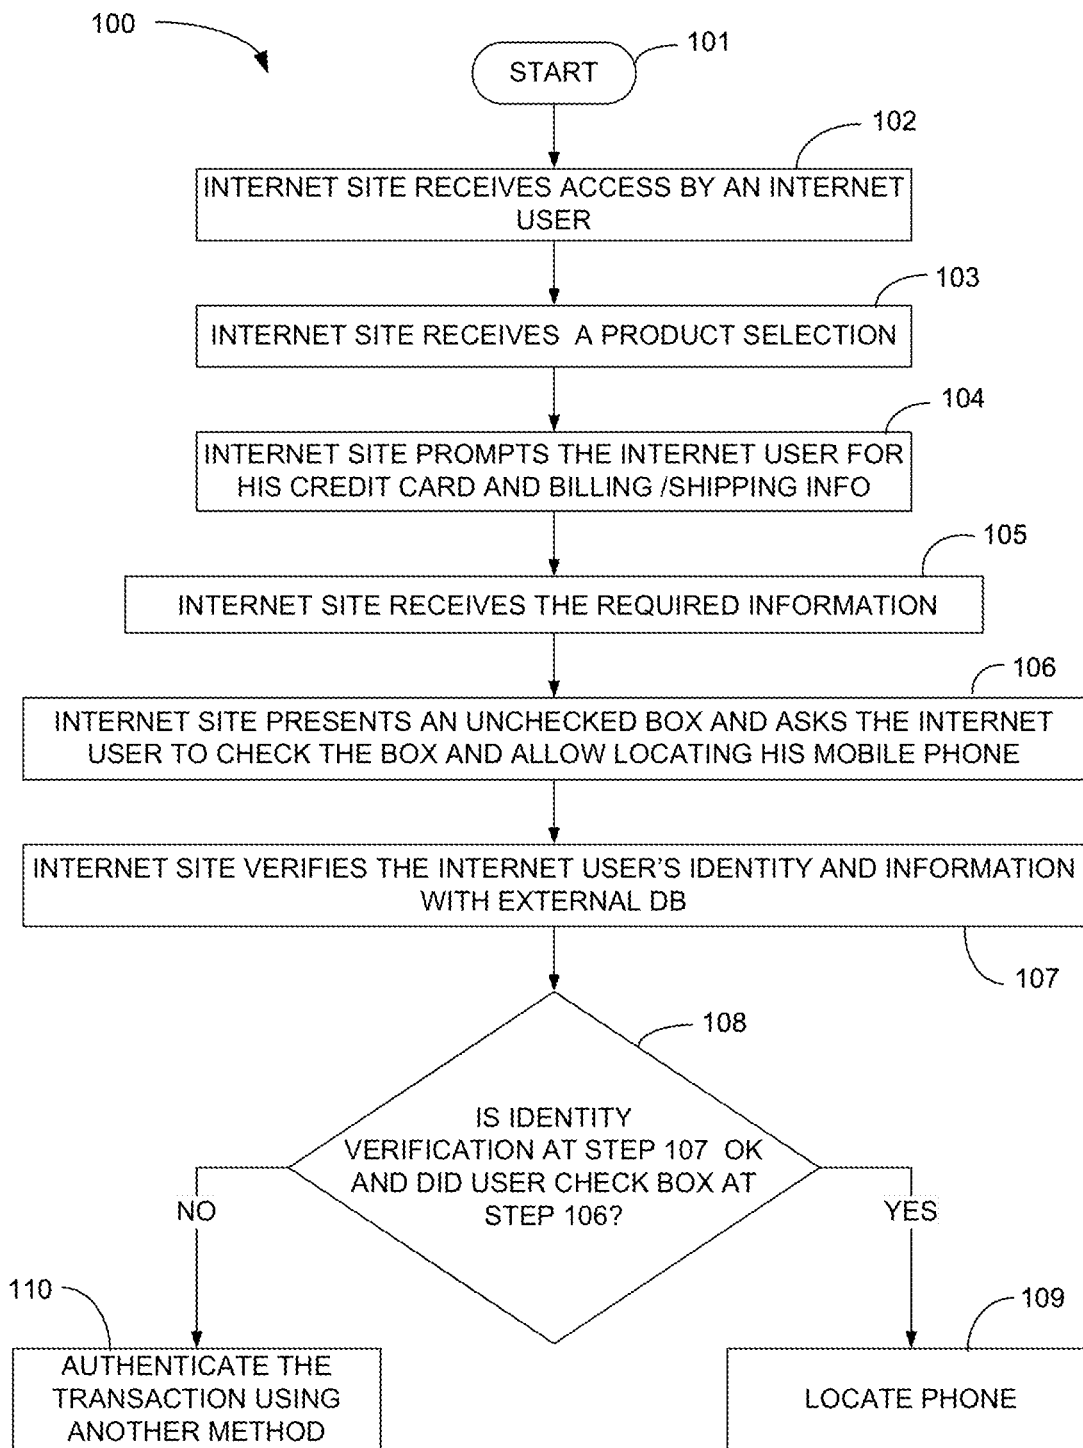 100
START
101
102
INTERNET SITE RECEIVES ACCESS BY AN INTERNET
USER
103
INTERNET SITE RECEIVES A PRODUCT SELECTION
104
INTERNET SITE PROMPTS THE INTERNET USER FOR
HIS CREDIT CARD AND BILLING /SHIPPING INFO
105
INTERNET SITE RECEIVES THE REQUIRED INFORMATION
106
INTERNET SITE PRESENTS AN UNCHECKED BOX AND ASKS THE INTERNET
USER TO CHECK THE BOX AND ALLOW LOCATING HIS MOBILE PHONE
INTERNET SITE VERIFIES THE INTERNET USER'S IDENTITY AND INFORMATION
WITH EXTERNAL DB
107
108
IS IDENTITY
VERIFICATION AT STEP 107 OK
AND DID USER CHECK BOX AT
STEP 106?
NO
YES
110
AUTHENTICATE THE
TRANSACTION USING
ANOTHER METHOD
109
LOCATE PHONE